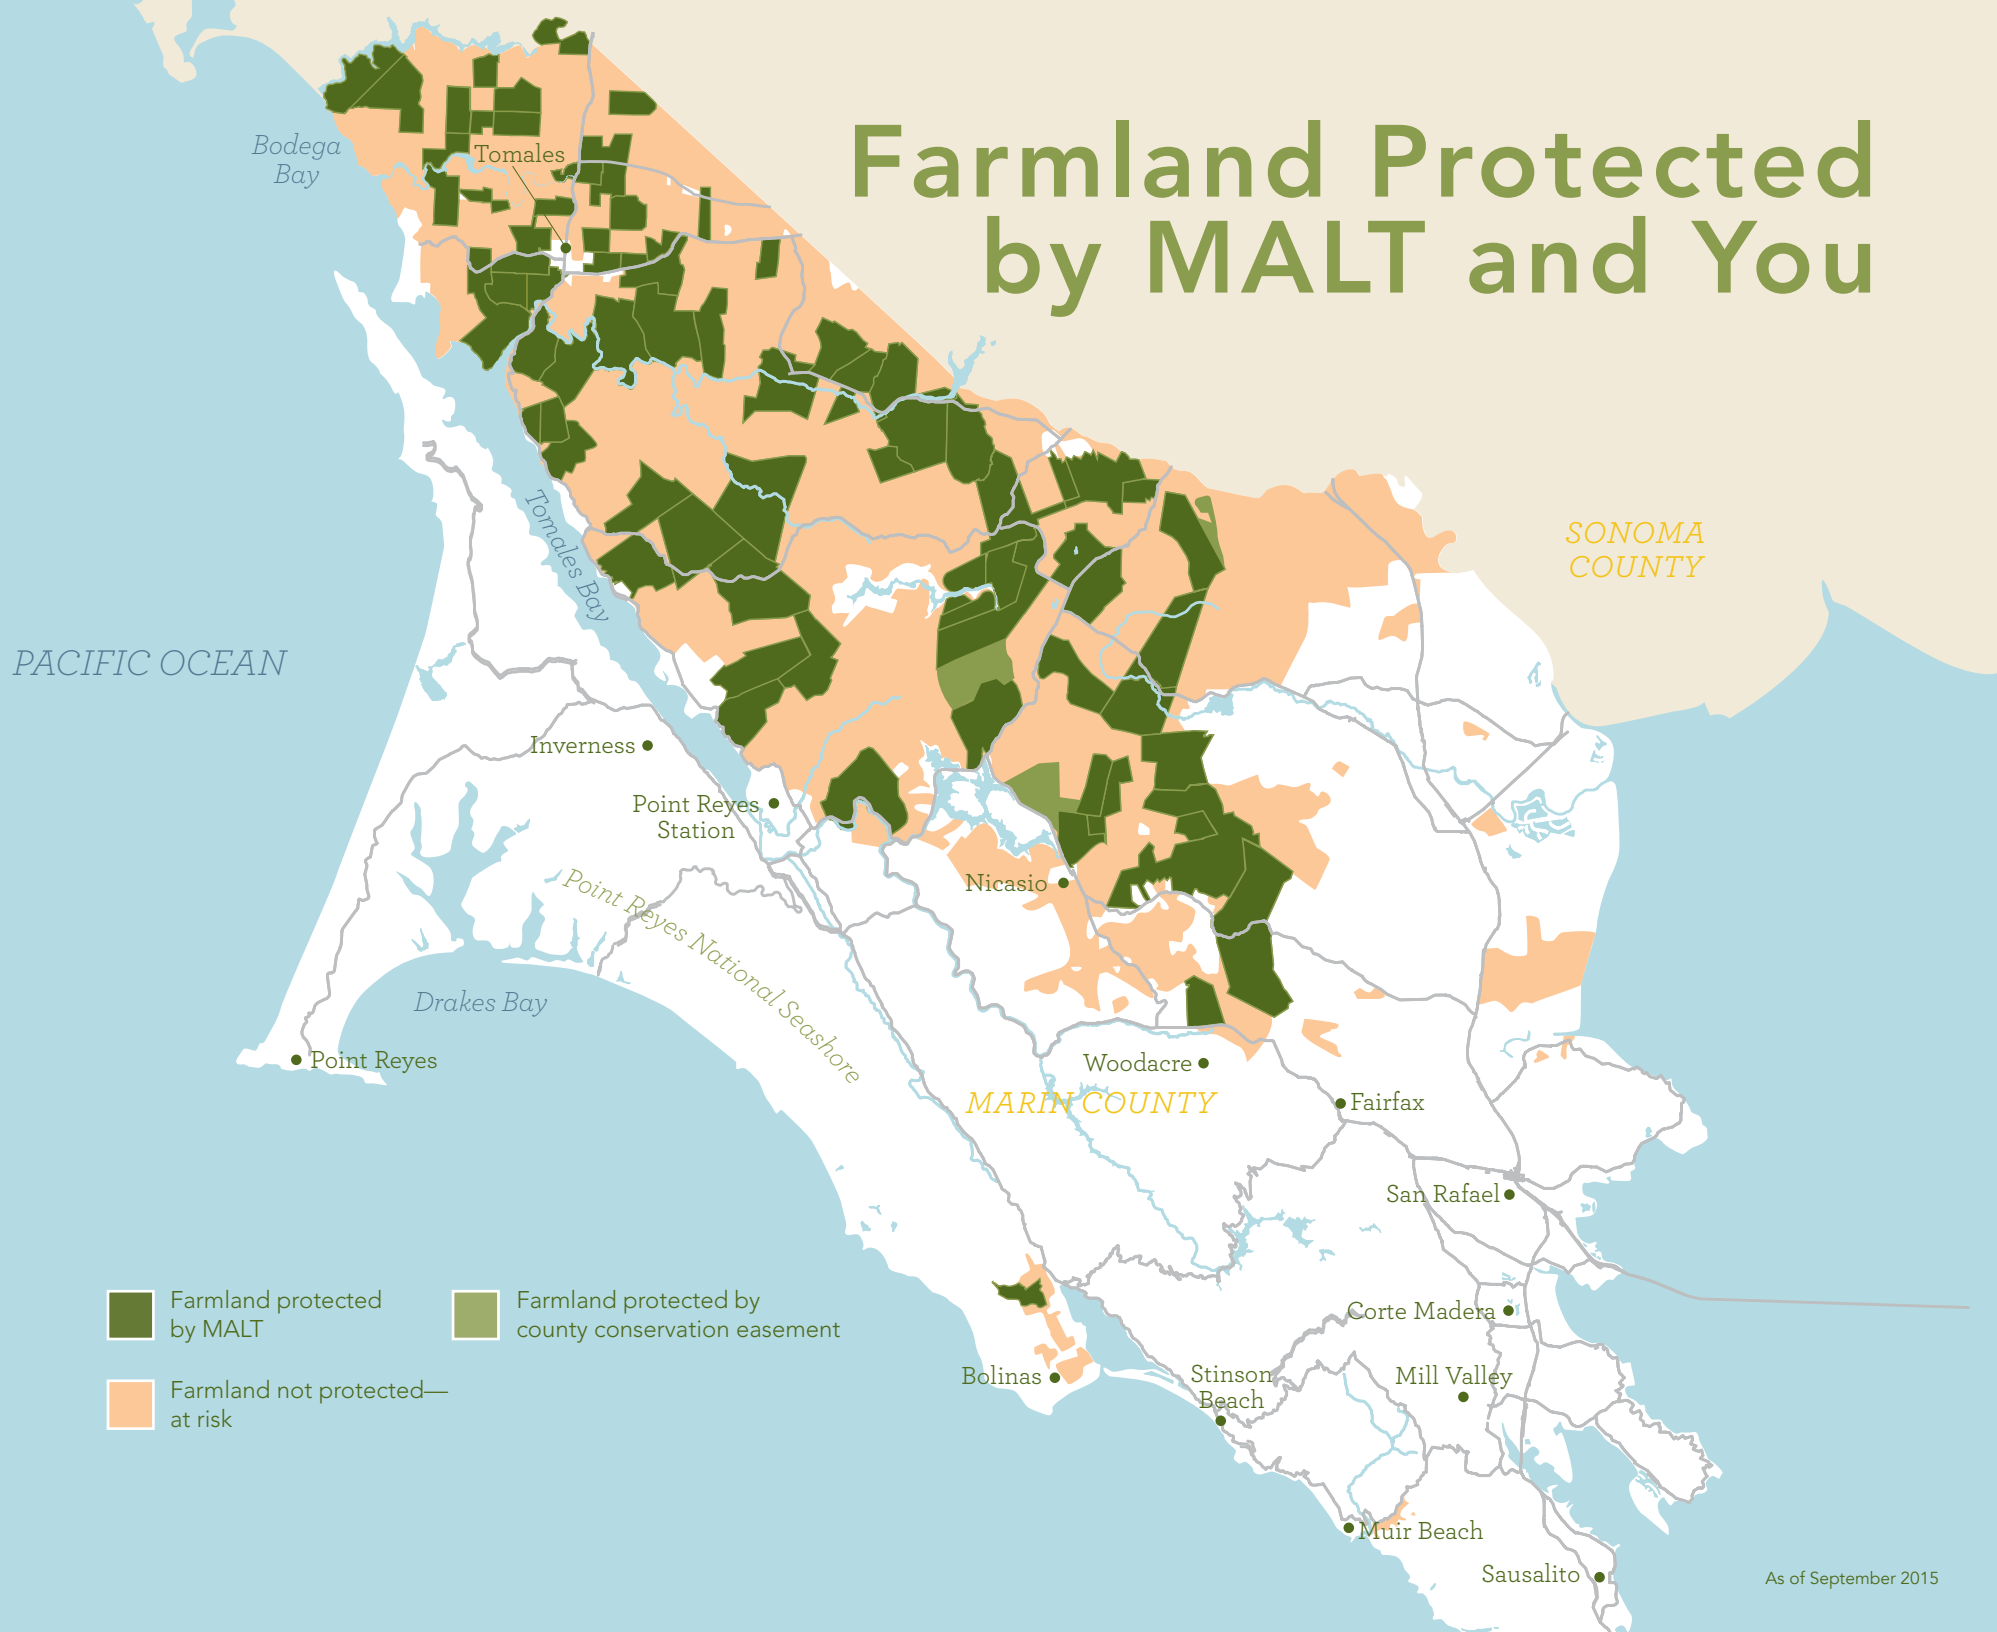 Farmland Protected
by MALT and You
Bodega
Bay
Tomales
SONOMA
COUNTY
Tomales Bay
PACIFIC OCEAN
Inverness
Point Reyes
Station
Nicasio
Point Reyes National Seashore
Drakes Bay
Point Reyes
Woodacre
MARIN COUNTY
Fairfax
San Rafael
Corte Madera
Bolinas
Stinson
Beach
Mill Valley
Muir Beach
Sausalito
Farmland protected
by MALT
Farmland protected by
county conservation easement
Farmland not protected—
at risk
As of September 2015